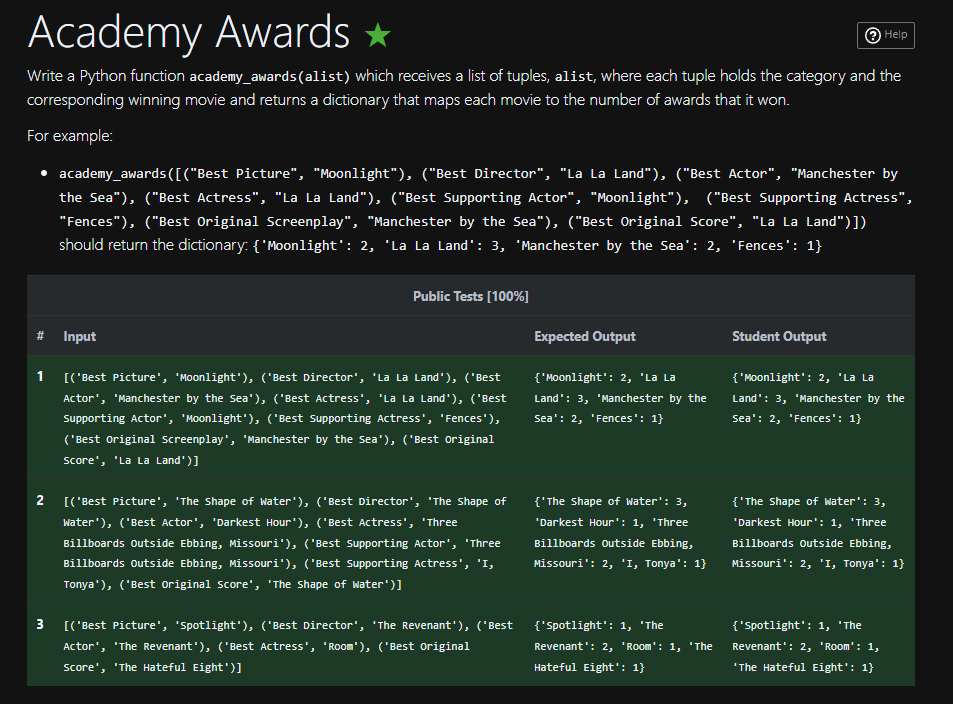 Academy Awards
Help
Write a Python function academy_awards(alist) which receives a list of tuples, alist, where each tuple holds the category and the
corresponding winning movie and returns a dictionary that maps each movie to the number of awards that it won.
For example:
academy_awards([("Best Picture", "Moonlight"), ("Best Director", "La La Land"), ("Best Actor", "Manchester by
the Sea"), ("Best Actress", "La La Land"), ("Best Supporting Actor", "Moonlight"),  ("Best Supporting Actress",
"Fences"), ("Best Original Screenplay", "Manchester by the Sea"), ("Best Original Score", "La La Land")])
should return the dictionary: {'Moonlight': 2, 'La La Land': 3, 'Manchester by the Sea': 2, 'Fences': 1}
Public Tests [100%]
# Input Expected Output Student Output
1 [('Best Picture', 'Moonlight'), ('Best Director', 'La La Land'), ('Best {'Moonlight': 2, 'La La {'Moonlight': 2, 'La La
Actor', 'Manchester by the Sea'), ('Best Actress', 'La La Land'), ('Best Land': 3, 'Manchester by the Land': 3, 'Manchester by the
Supporting Actor', 'Moonlight'), ('Best Supporting Actress', 'Fences'), Sea': 2, 'Fences': 1} Sea': 2, 'Fences': 1}
('Best Original Screenplay', 'Manchester by the Sea'), ('Best Original
Score', 'La La Land')]
2 [('Best Picture', 'The Shape of Water'), ('Best Director', 'The Shape of {'The Shape of Water': 3, {'The Shape of Water': 3,
Water'), ('Best Actor', 'Darkest Hour'), ('Best Actress', 'Three 'Darkest Hour': 1, 'Three 'Darkest Hour': 1, 'Three
Billboards Outside Ebbing, Missouri'), ('Best Supporting Actor', 'Three Billboards Outside Ebbing, Billboards Outside Ebbing,
Billboards Outside Ebbing, Missouri'), ('Best Supporting Actress', 'I, Missouri': 2, 'I, Tonya': 1} Missouri': 2, 'I, Tonya': 1}
Tonya'), ('Best Original Score', 'The Shape of Water')]
3 [('Best Picture', 'Spotlight'), ('Best Director', 'The Revenant'), ('Best {'Spotlight': 1, 'The {'Spotlight': 1, 'The
Actor', 'The Revenant'), ('Best Actress', 'Room'), ('Best Original Revenant': 2, 'Room': 1, 'The Revenant': 2, 'Room': 1,
Score', 'The Hateful Eight')] Hateful Eight': 1} 'The Hateful Eight': 1}